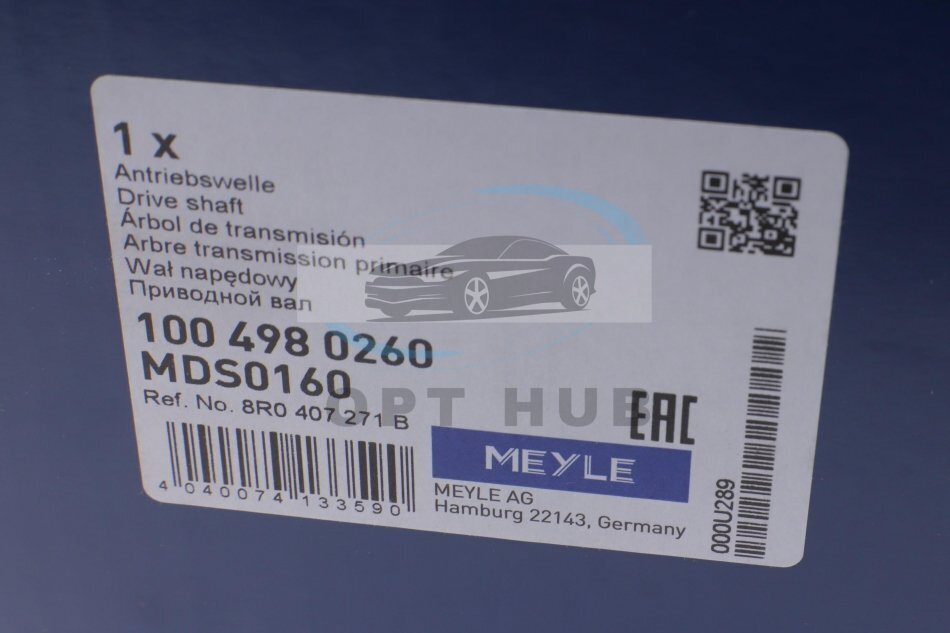 1 x
Antriebswelle
Drive shaft
Árbol de transmisión
Arbre transmission primaire
Wał napędowy
Приводной вал
100 498 0260
MDS0160
Ref. No. 8R0 407 271 B
4 040074 133590
OPT HUB
EAC
MEYLE
MEYLE AG
Hamburg 22143, Germany
000U289